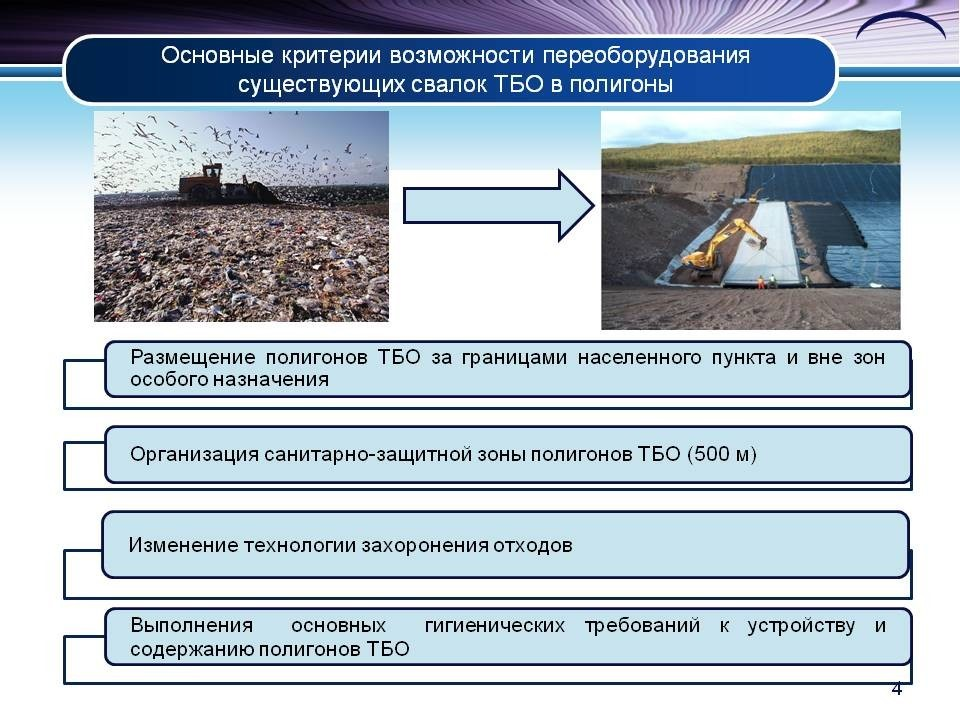 Основные критерии возможности переоборудования
существующих свалок ТБО в полигоны
Размещение полигонов ТБО за границами населенного пункта и вне зон
особого назначения
Организация санитарно-защитной зоны полигонов ТБО (500 м)
Изменение технологии захоронения отходов
Выполнения основных гигиенических требований к устройству и
содержанию полигонов ТБО
4